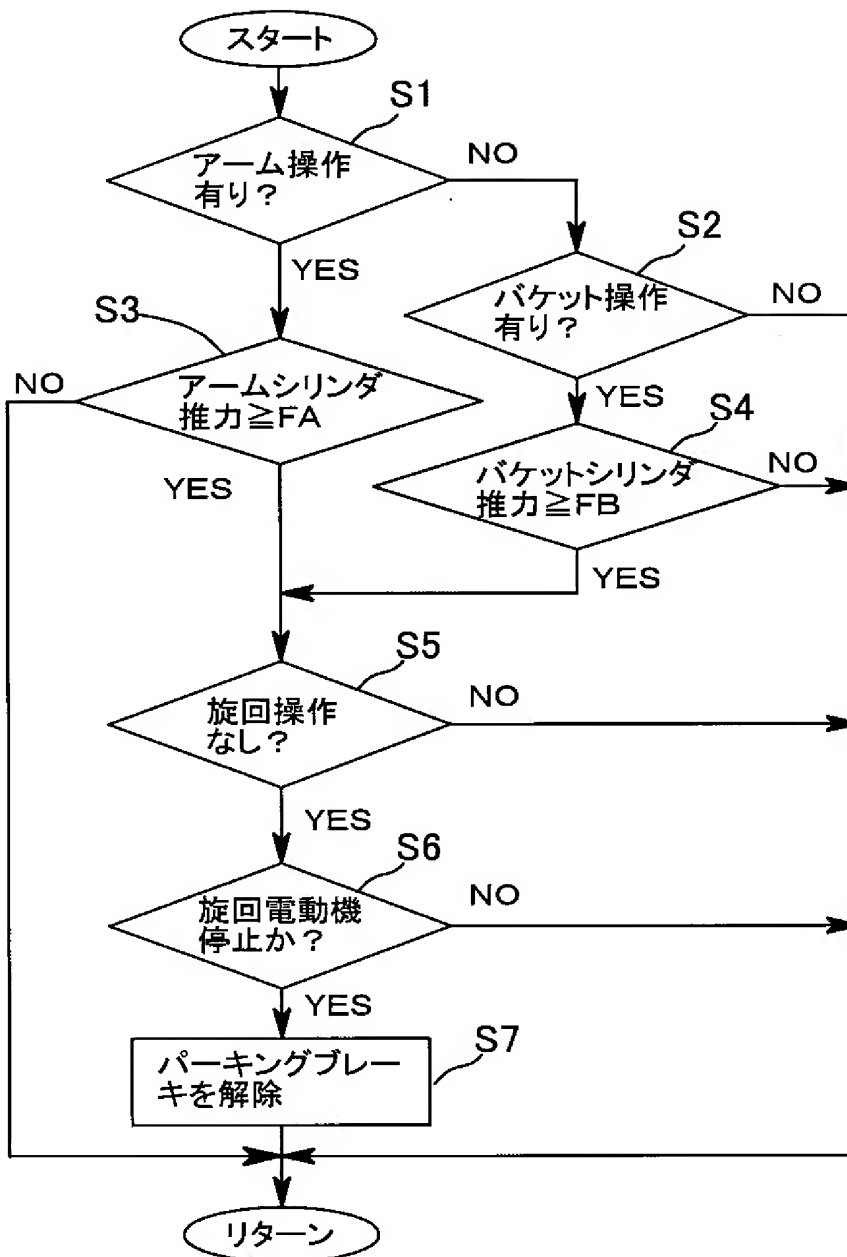 スタート
S1
アーム操作
有り?
NO
YES
S2
バケット操作
有り?
NO
YES
S3
アームシリンダ
推力≧FA
NO
YES
S4
バケットシリンダ
推力≧FB
NO
YES
S5
旋回操作
なし?
NO
YES
S6
旋回電動機
停止か?
NO
YES
S7
パーキングブレー
キを解除
リターン